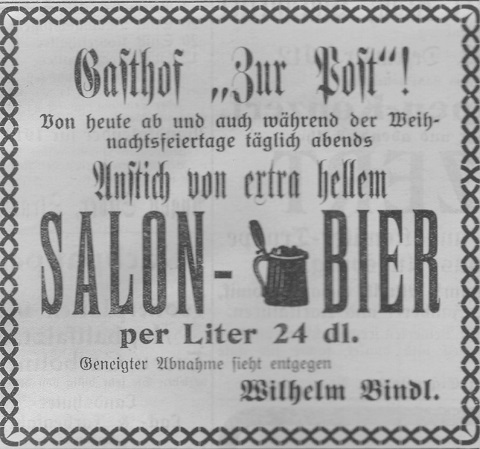 Gasthof „Zur Post“!
Von heute ab und auch während der Weih-
nachtsfeiertage täglich abends
Anstich von extra hellem
SALON- BIER
per Liter 24 dl.
Geneigter Abnahme sieht entgegen
Wilhelm Bindl.